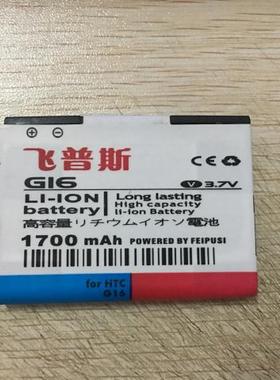 飞普斯
G16
LI-ION
battery
Long lasting
High capacity
li-ion Battery
V 3.7V
高容量リチウムイオン電池
1700 mAh POWERED BY FEIPUSI
for HTC
G16